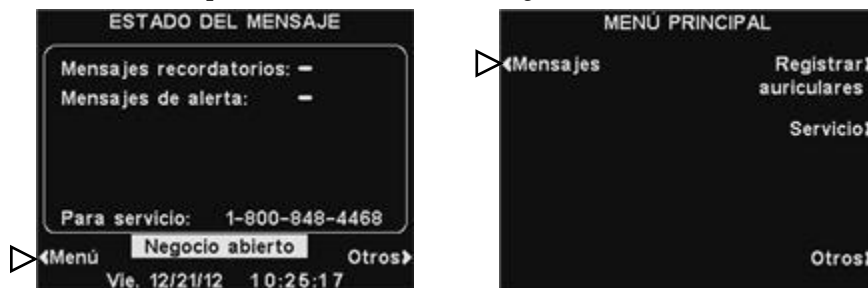 ESTADO DEL MENSAJE
Mensajes recordatorios: –
Mensajes de alerta: –
Para servicio: 1-800-848-4468
Menú
Negocio abierto
Otros
Vie. 12/21/12 10:25:17
MENÚ PRINCIPAL
Mensajes
Registrar
auriculares
Servicio
Otros